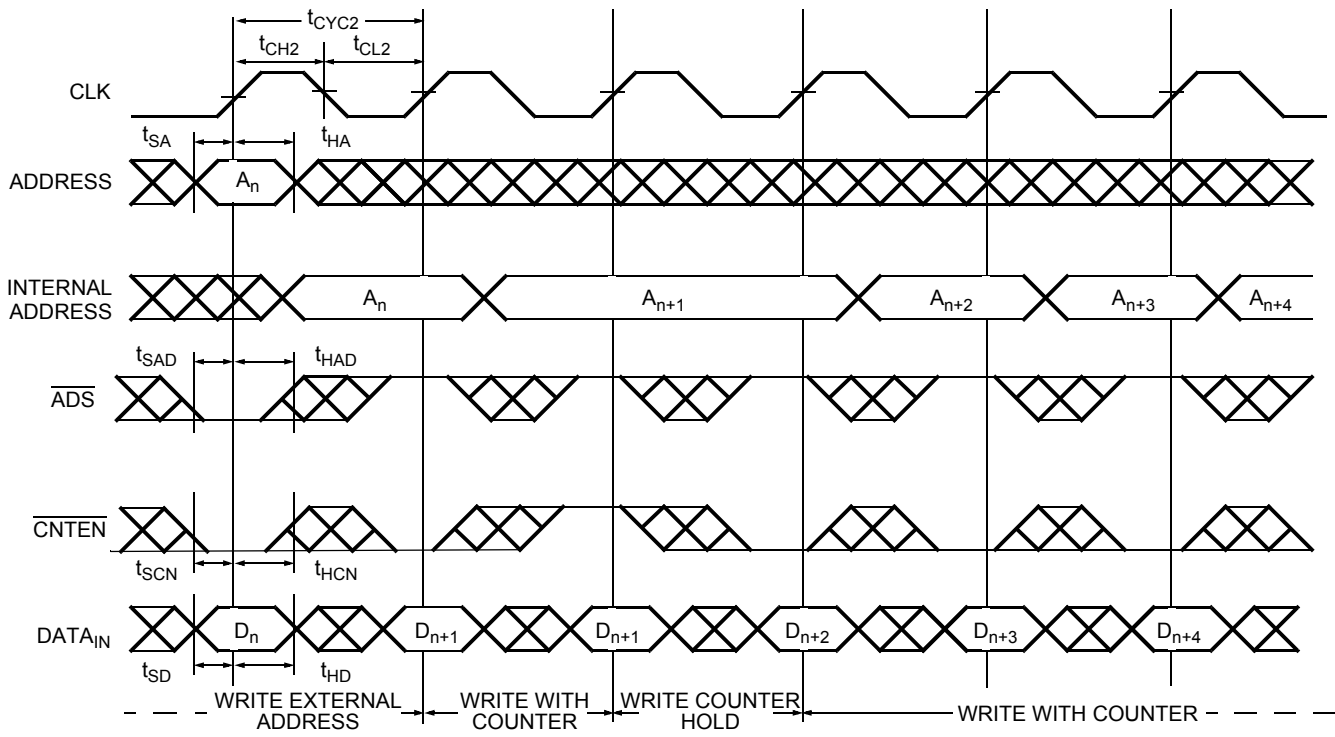 tCYC2
tCH2 tCL2
CLK
tSA tHA
ADDRESS An
INTERNAL ADDRESS An An+1 An+2 An+3 An+4
tSAD tHAD
ADS
CNTEN
tSCN tHCN
DATAIN Dn Dn+1 Dn+1 Dn+2 Dn+3 Dn+4
tSD tHD
WRITE EXTERNAL ADDRESS
WRITE WITH COUNTER
WRITE COUNTER HOLD
WRITE WITH COUNTER